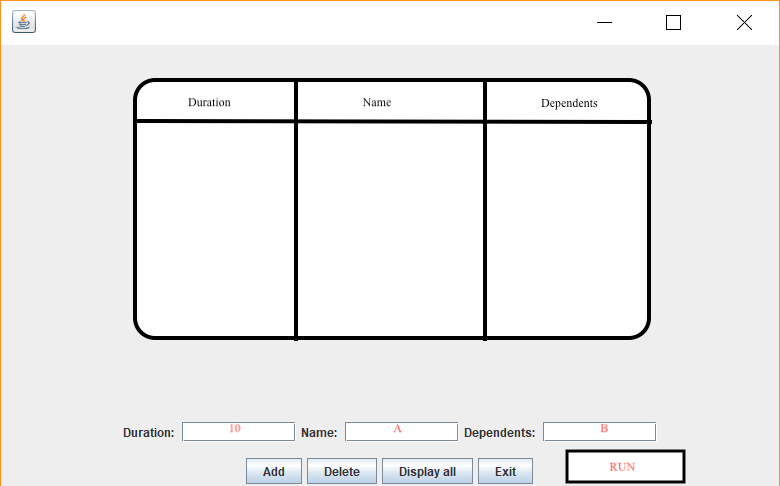 Duration Name Dependents
Duration: 10 Name: A Dependents: B
Add Delete Display all Exit RUN